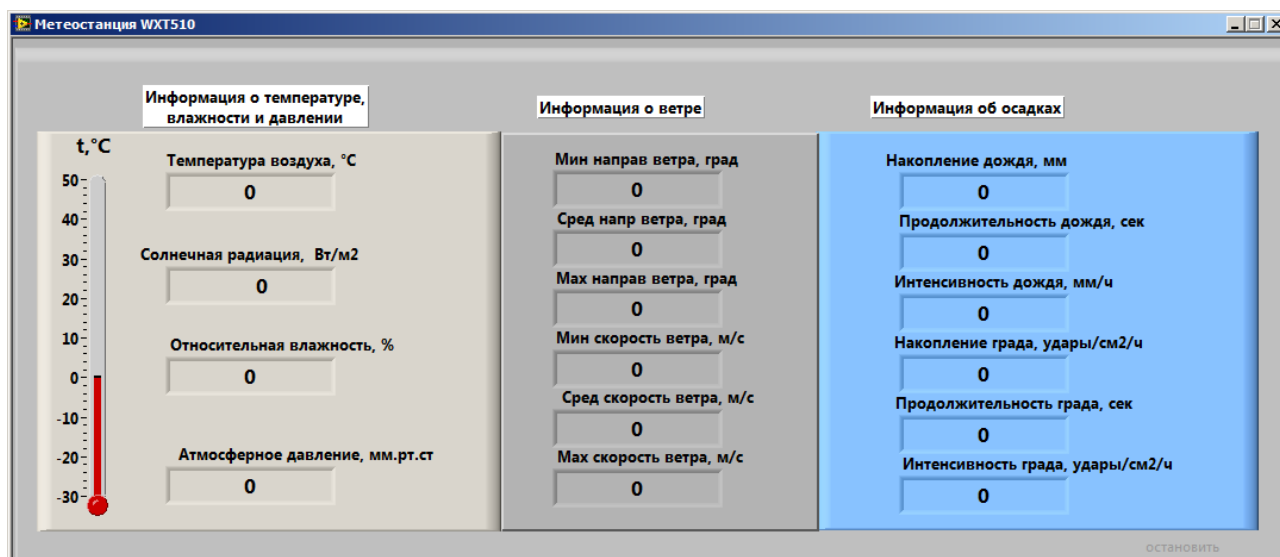 Метеостанция WXT510
Информация о температуре,
влажности и давлении
t,°C
50
40
30
20
10
0
-10
-20
-30
Температура воздуха, °C
0
Солнечная радиация, Вт/м2
0
Относительная влажность, %
0
Атмосферное давление, мм.рт.ст
0
Информация о ветре
Мин направ ветра, град
0
Сред напр ветра, град
0
Мах направ ветра, град
0
Мин скорость ветра, м/с
0
Сред скорость ветра, м/с
0
Мах скорость ветра, м/с
0
Информация об осадках
Накопление дождя, мм
0
Продолжительность дождя, сек
0
Интенсивность дождя, мм/ч
0
Накопление града, удары/см2/ч
0
Продолжительность града, сек
0
Интенсивность града, удары/см2/ч
0
остановить